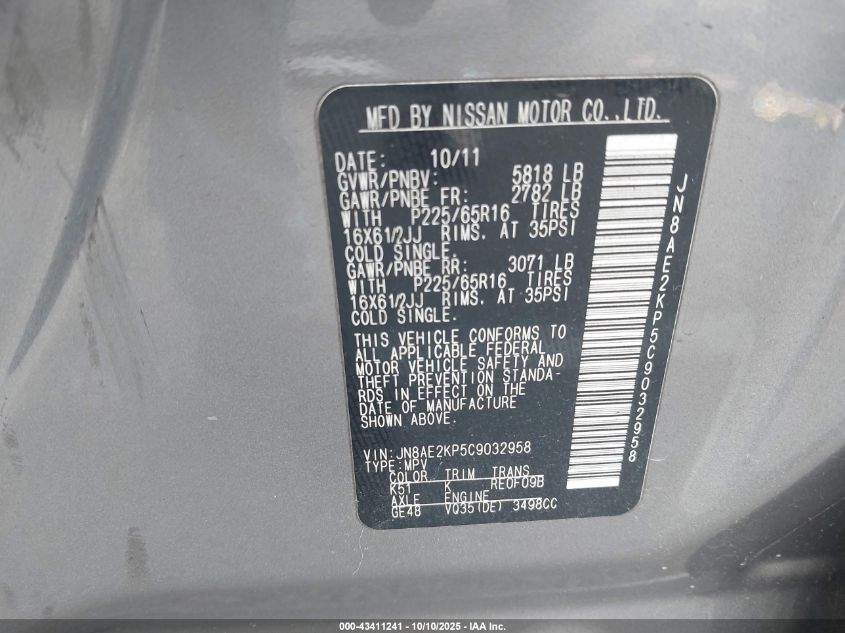 MFD BY NISSAN MOTOR CO.,LTD.
DATE: 10/11
GVWR/PNBV: 5818 LB
GAWR/PNBE FR: 2782 LB
WITH P225/65R16 TIRES
16X61/2JJ RIMS. AT 35PSI
COLD SINGLE.
GAWR/PNBE RR: 3071 LB
WITH P225/65R16 TIRES
16X61/2JJ RIMS. AT 35PSI
COLD SINGLE.
THIS VEHICLE CONFORMS TO
ALL APPLICABLE FEDERAL
MOTOR VEHICLE SAFETY AND
THEFT PREVENTION STANDA-
RDS IN EFFECT ON THE
DATE OF MANUFACTURE
SHOWN ABOVE.
VIN:JN8AE2KP5C9032958
TYPE:MPV
COLOR TRIM TRANS
K51 K RE0F09B
AXLE ENGINE
GE48 VQ35(DE) 3498CC
JN8AE2KP5C9032958
000-43411241 | 10/10/2025 - IAA Inc.